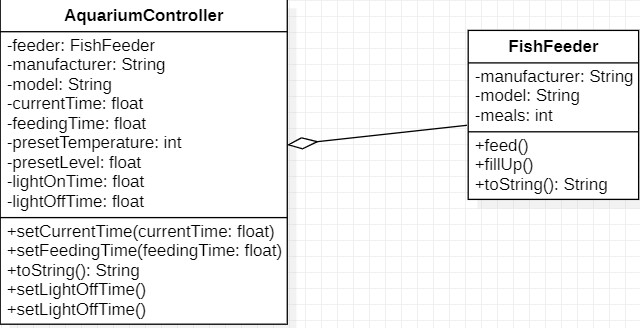 AquariumController
-feeder: FishFeeder
-manufacturer: String
-model: String
-currentTime: float
-feedingTime: float
-presetTemperature: int
-presetLevel: float
-lightOnTime: float
-lightOffTime: float
+setCurrentTime(currentTime: float)
+setFeedingTime(feedingTime: float)
+toString(): String
+setLightOffTime()
+setLightOffTime()
FishFeeder
-manufacturer: String
-model: String
-meals: int
+feed()
+fillUp()
+toString(): String